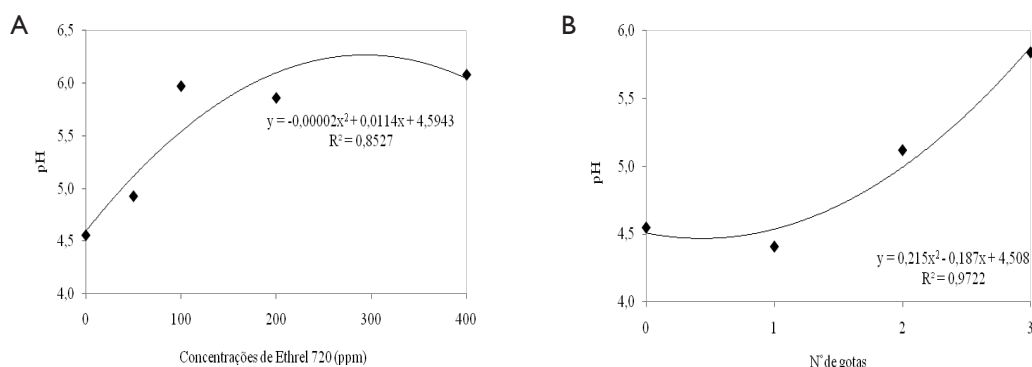 A
6,5
6,0
5,5
5,0
4,5
4,0
pH
y = -0,00002x² + 0,0114x + 4,5943
R² = 0,8527
0 100 200 300 400
Concentrações de Ethrel 720 (ppm)
B
6,0
5,5
5,0
4,5
4,0
pH
y = 0,215x² - 0,187x + 4,508
R² = 0,9722
0 1 2 3
N° de gotas